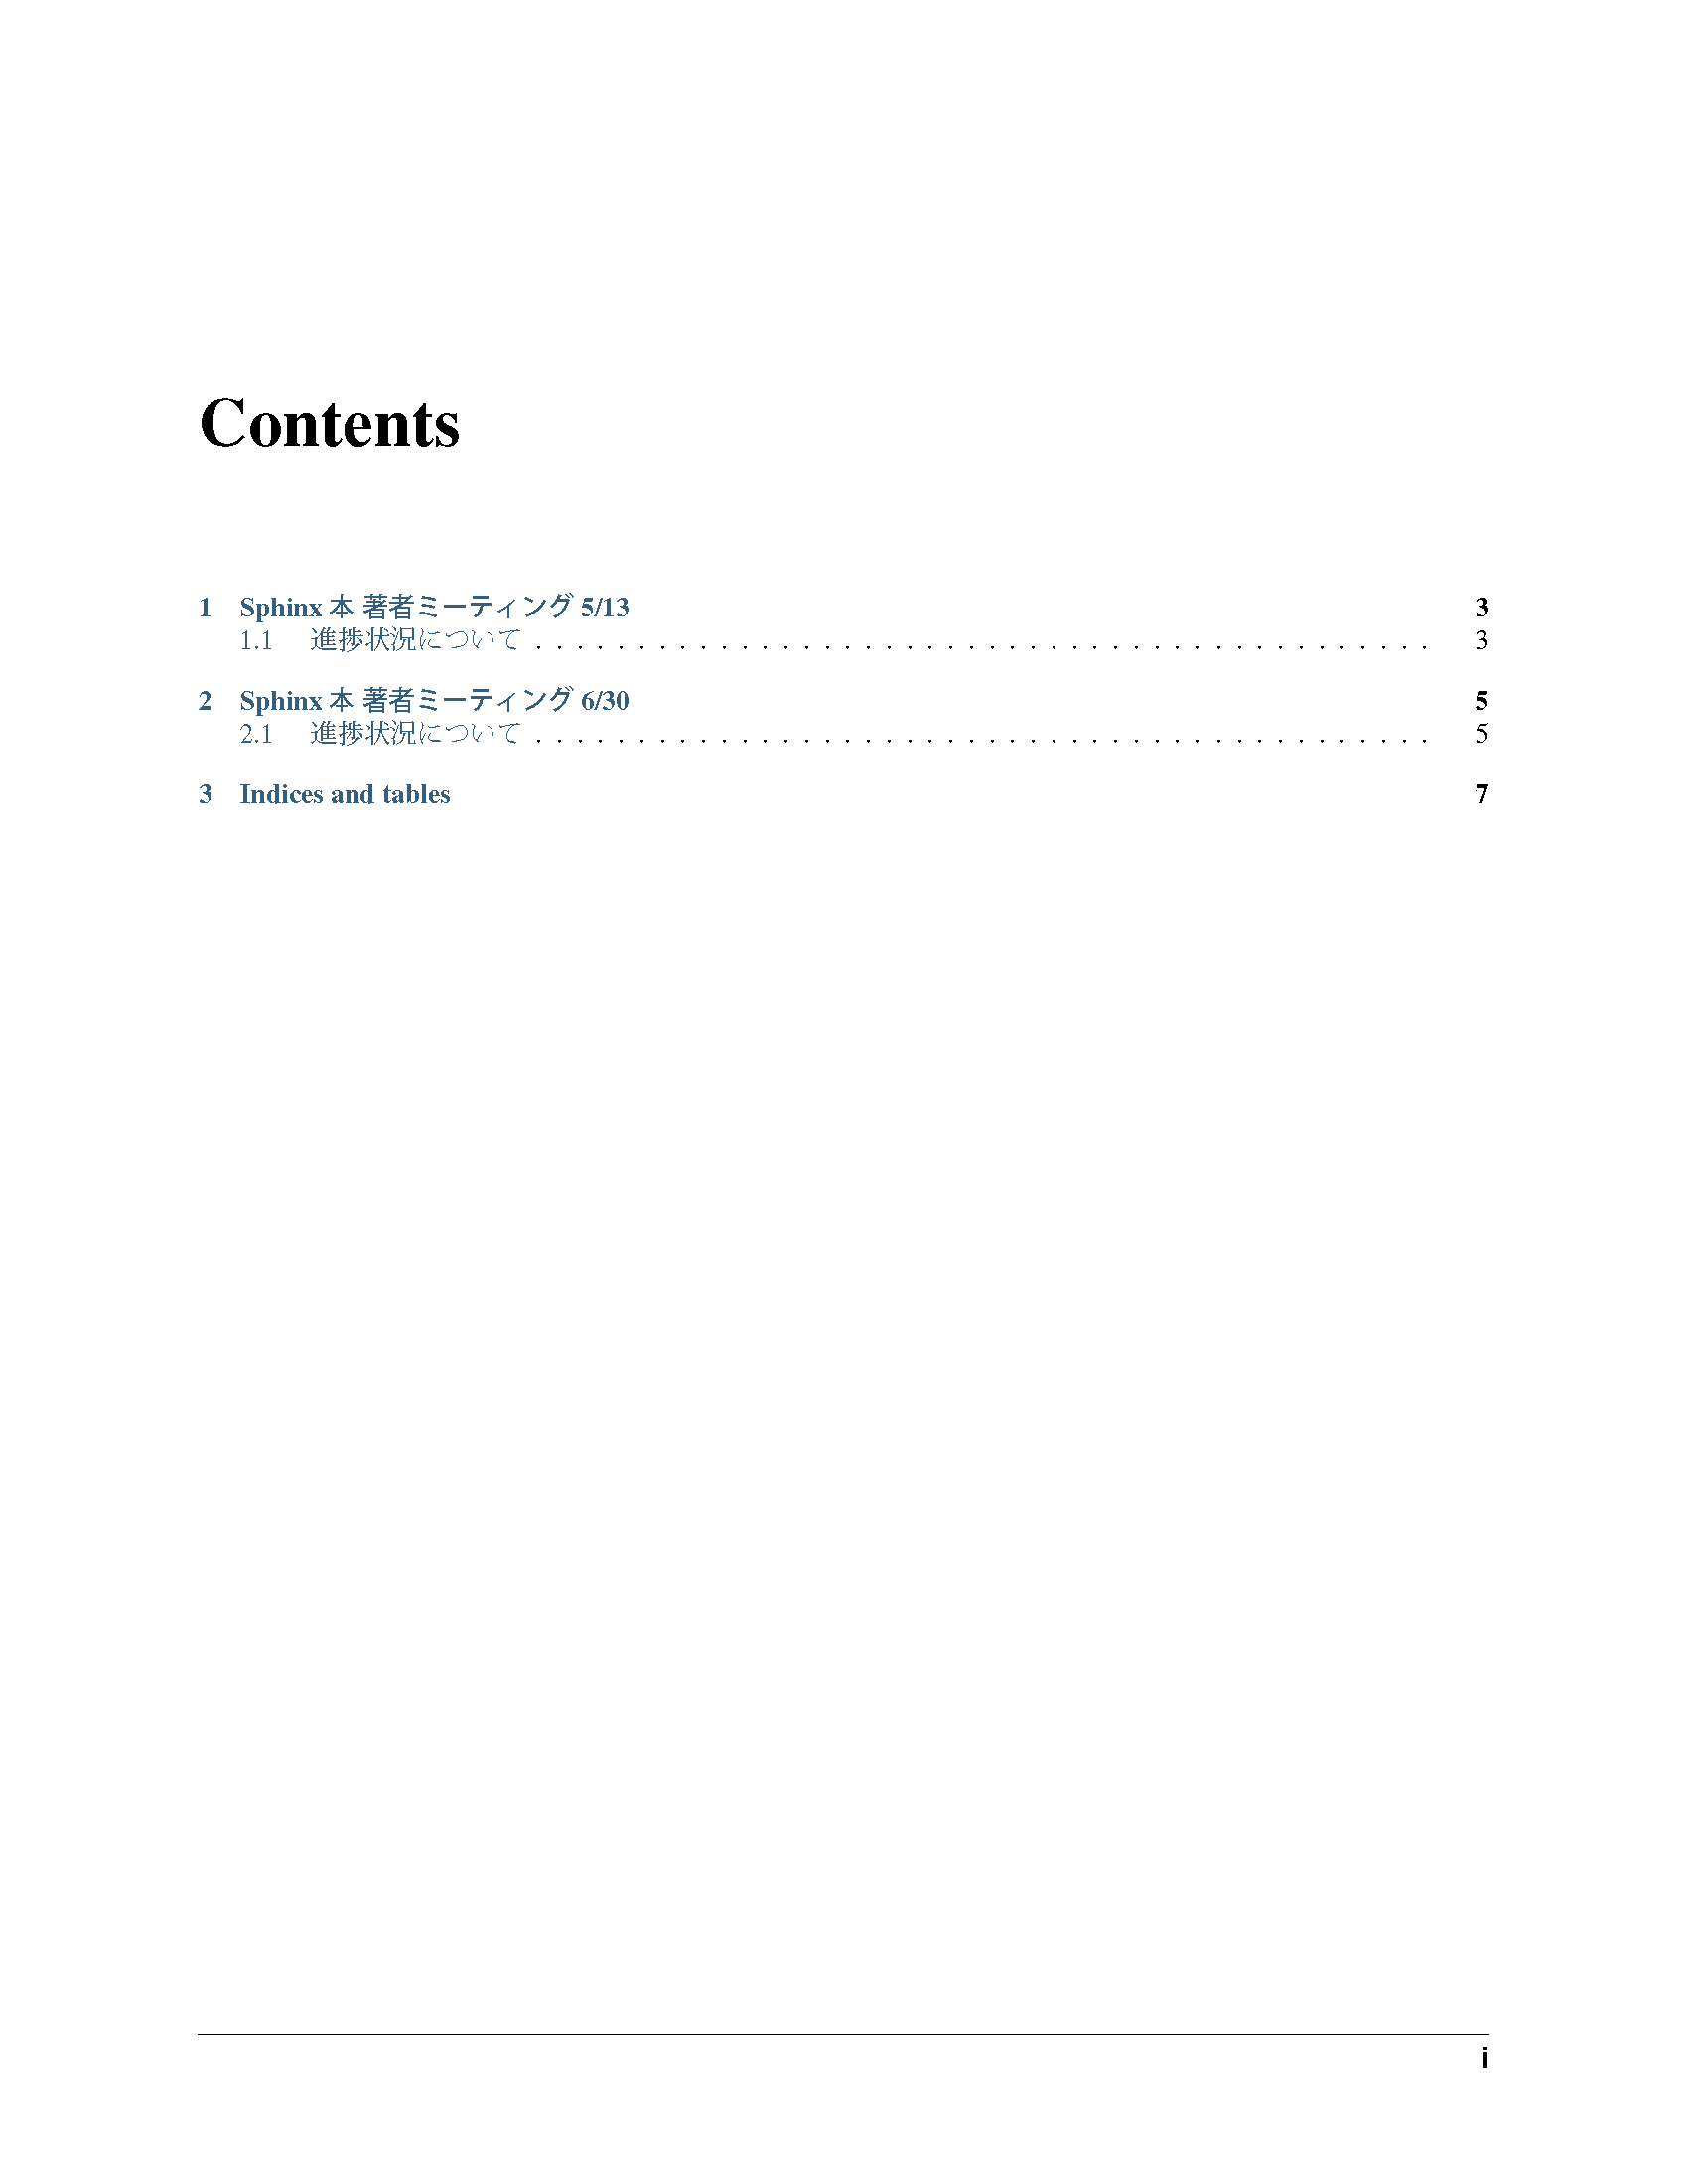 Contents
1 Sphinx 本 著者ミーティング 5/13 3
1.1 進捗状況について . . . . . . . . . . . . . . . . . . . . . . . . . . . . . . . . . . . . . . . . . . . . 3
2 Sphinx 本 著者ミーティング 6/30 5
2.1 進捗状況について . . . . . . . . . . . . . . . . . . . . . . . . . . . . . . . . . . . . . . . . . . . . 5
3 Indices and tables 7
i